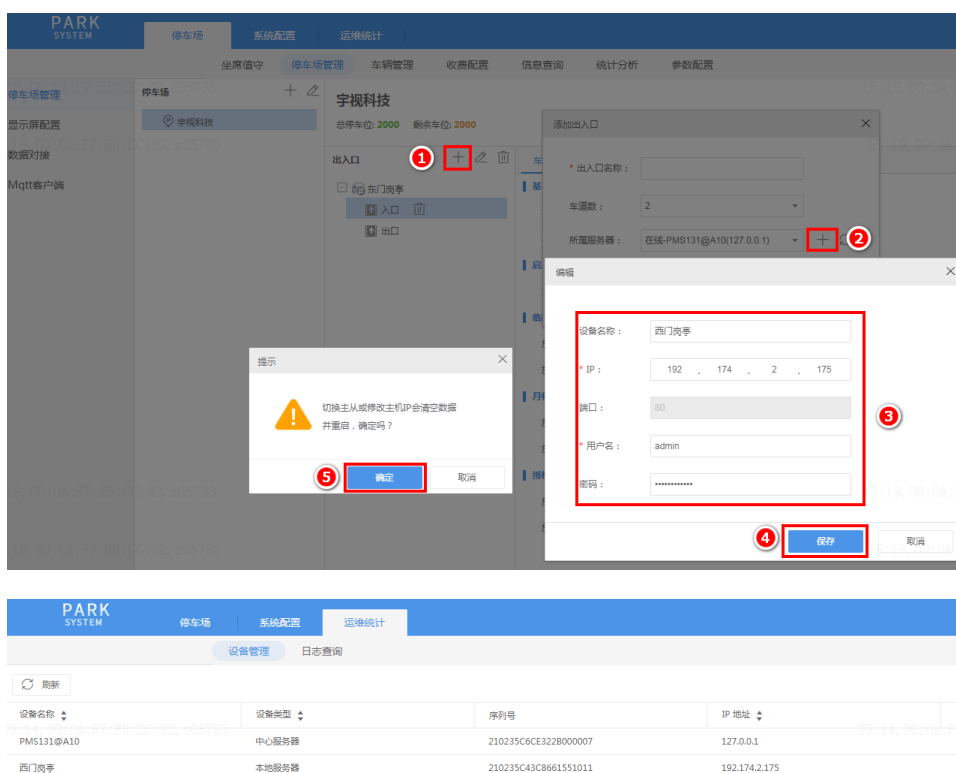 PARK
SYSTEM
停车场 系统配置 运维统计
坐席值守 停车场管理 车辆管理 收费配置 信息查询 统计分析 参数配置
停车场管理
显示屏配置
数据对接
Mqtt客户端
停车场
宇视科技
宇视科技
总停车位: 2000 剩余车位: 2000
出入口
1
东门岗亭
入口
出口
添加出入口
* 出入口名称：
车道数： 2
所属服务器： 在线-PMS131@A10(127.0.0.1)
2
编辑
设备名称： 西门岗亭
* IP： 192 . 174 . 2 . 175
端口： 80
* 用户名： admin
密码： ••••••••••••
3
4
保存 取消
提示
切换主从或修改主机IP会清空数据
并重启，确定吗？
5
确定 取消
PARK
SYSTEM
停车场 系统配置 运维统计
设备管理 日志查询
刷新
设备名称 设备类型 序列号 IP 地址
PMS131@A10 中心服务器 210235C6CE322B000007 127.0.0.1
西门岗亭 本地服务器 210235C43C8661551011 192.174.2.175